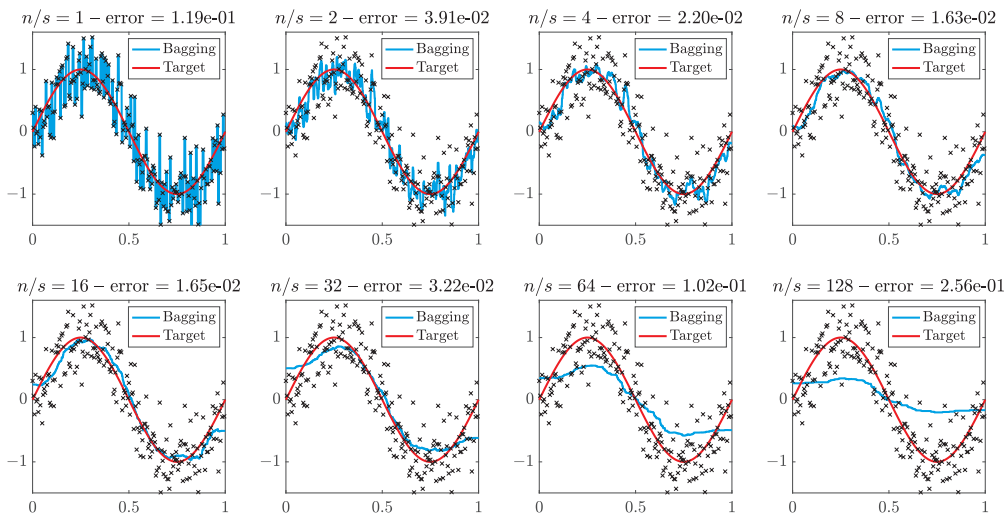 n/s = 1 – error = 1.19e-01
n/s = 2 – error = 3.91e-02
n/s = 4 – error = 2.20e-02
n/s = 8 – error = 1.63e-02
Bagging
Target
Bagging
Target
Bagging
Target
Bagging
Target
1
0
−1
0
0.5
1
1
0
−1
0
0.5
1
1
0
−1
0
0.5
1
1
0
−1
0
0.5
1
n/s = 16 – error = 1.65e-02
n/s = 32 – error = 3.22e-02
n/s = 64 – error = 1.02e-01
n/s = 128 – error = 2.56e-01
Bagging
Target
Bagging
Target
Bagging
Target
Bagging
Target
1
0
−1
0
0.5
1
1
0
−1
0
0.5
1
1
0
−1
0
0.5
1
1
0
−1
0
0.5
1